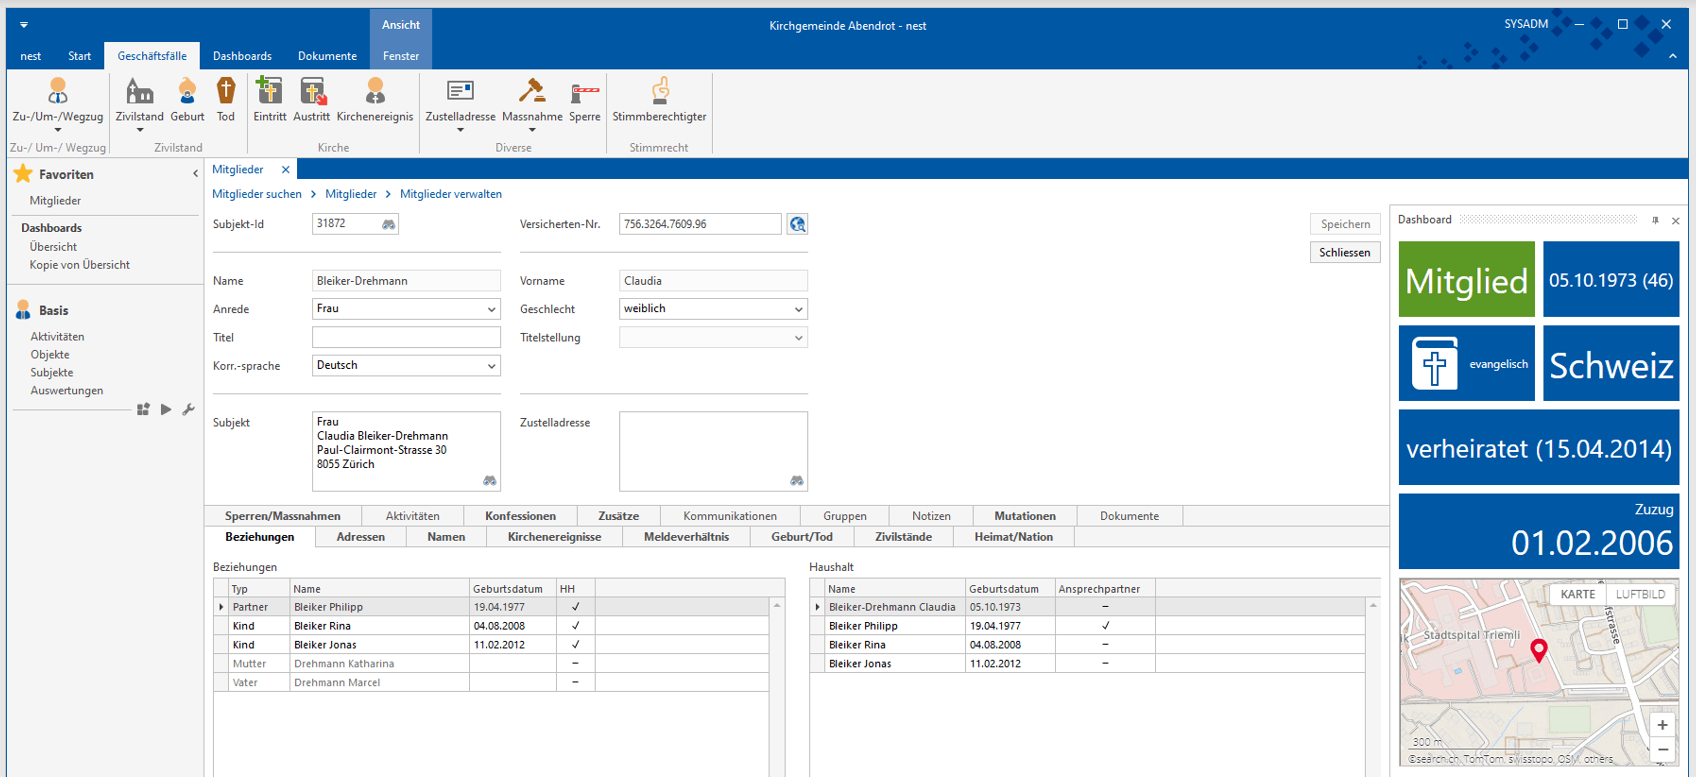 Ansicht
Kirchgemeinde Abendrot - nest
SYSADM
nest Start Geschäftsfälle Dashboards Dokumente Fenster
Zu-/Um-/Wegzug Zivilstand Geburt Tod Eintritt Austritt Kirchenereignis Zustelladresse Massnahme Sperre Stimmberechtigter
Zu-/ Um-/ Wegzug Zivilstand Kirche Diverse Stimmrecht
Favoriten
Mitglieder
Dashboards
Übersicht
Kopie von Übersicht
Basis
Aktivitäten
Objekte
Subjekte
Auswertungen
Mitglieder
Mitglieder suchen > Mitglieder > Mitglieder verwalten
Subjekt-Id 31872 Versicherten-Nr. 756.3264.7609.96
Speichern
Schliessen
Name Bleiker-Drehmann Vorname Claudia
Anrede Frau Geschlecht weiblich
Titel Titelstellung
Korr.-sprache Deutsch
Subjekt Frau
Claudia Bleiker-Drehmann
Paul-Clairmont-Strasse 30
8055 Zürich
Zustelladresse
Sperren/Massnahmen Aktivitäten Konfessionen Zusätze Kommunikationen Gruppen Notizen Mutationen Dokumente
Beziehungen Adressen Namen Kirchenereignisse Meldeverhältnis Geburt/Tod Zivilstände Heimat/Nation
Beziehungen
Typ Name Geburtsdatum HH
Partner Bleiker Philipp 19.04.1977 ✓
Kind Bleiker Rina 04.08.2008 ✓
Kind Bleiker Jonas 11.02.2012 ✓
Mutter Drehmann Katharina –
Vater Drehmann Marcel –
Haushalt
Name Geburtsdatum Ansprechpartner
Bleiker-Drehmann Claudia 05.10.1973 –
Bleiker Philipp 19.04.1977 ✓
Bleiker Rina 04.08.2008 –
Bleiker Jonas 11.02.2012 –
Dashboard
Mitglied
05.10.1973 (46)
evangelisch
Schweiz
verheiratet (15.04.2014)
Zuzug
01.02.2006
KARTE LUFTBILD
Stadtspital Triemli
300 m
©search.ch, TomTom, swisstopo, OSM, others